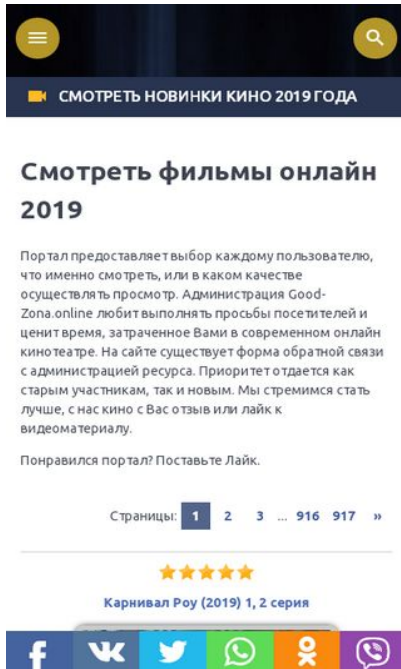 СМОТРЕТЬ НОВИНКИ КИНО 2019 ГОДА
Смотреть фильмы онлайн
2019
Портал предоставляет выбор каждому пользователю,
что именно смотреть, или в каком качестве
осуществлять просмотр. Администрация Good-
Zona.online любит выполнять просьбы посетителей и
ценит время, затраченное Вами в современном онлайн
кинотеатре. На сайте существует форма обратной связи
с администрацией ресурса. Приоритет отдается как
старым участникам, так и новым. Мы стремимся стать
лучше, с нас кино с Вас отзыв или лайк к
видеоматериалу.
Понравился портал? Поставьте Лайк.
Страницы: 1 2 3 ... 916 917 »
Карнивал Роу (2019) 1, 2 серия